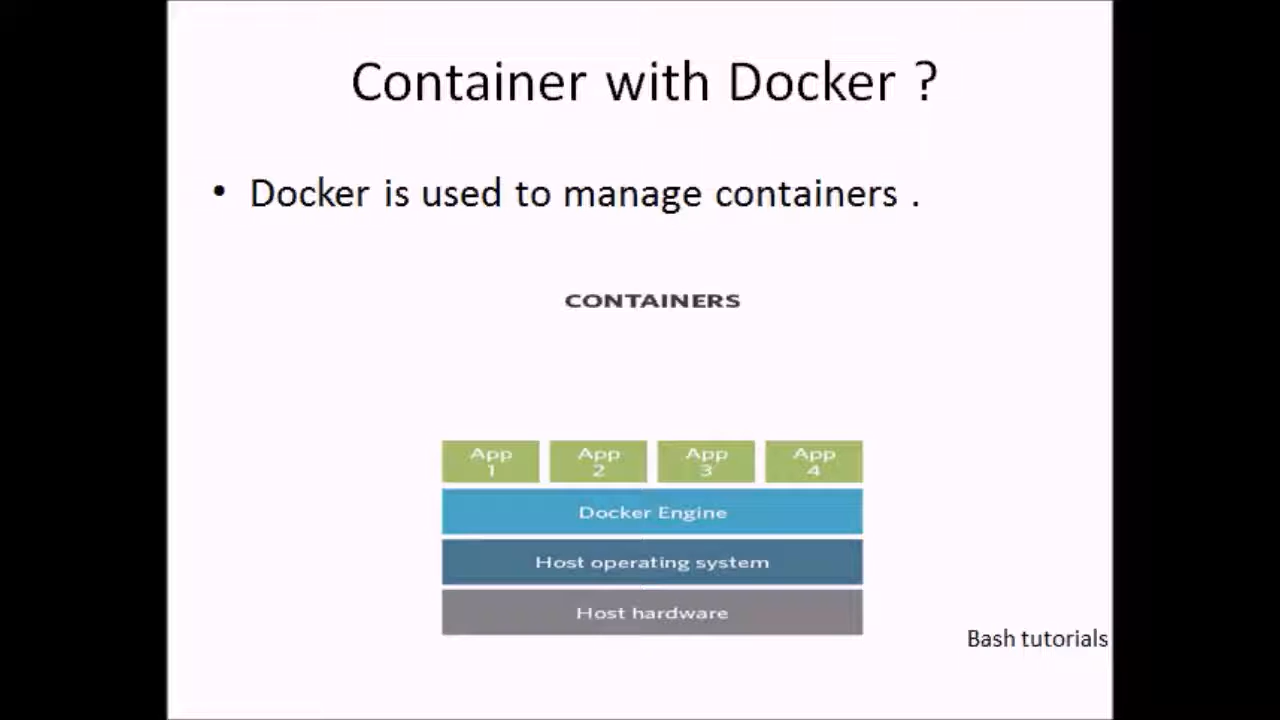 Container with Docker ?
• Docker is used to manage containers .
CONTAINERS
App 1
App 2
App 3
App 4
Docker Engine
Host operating system
Host hardware
Bash tutorials